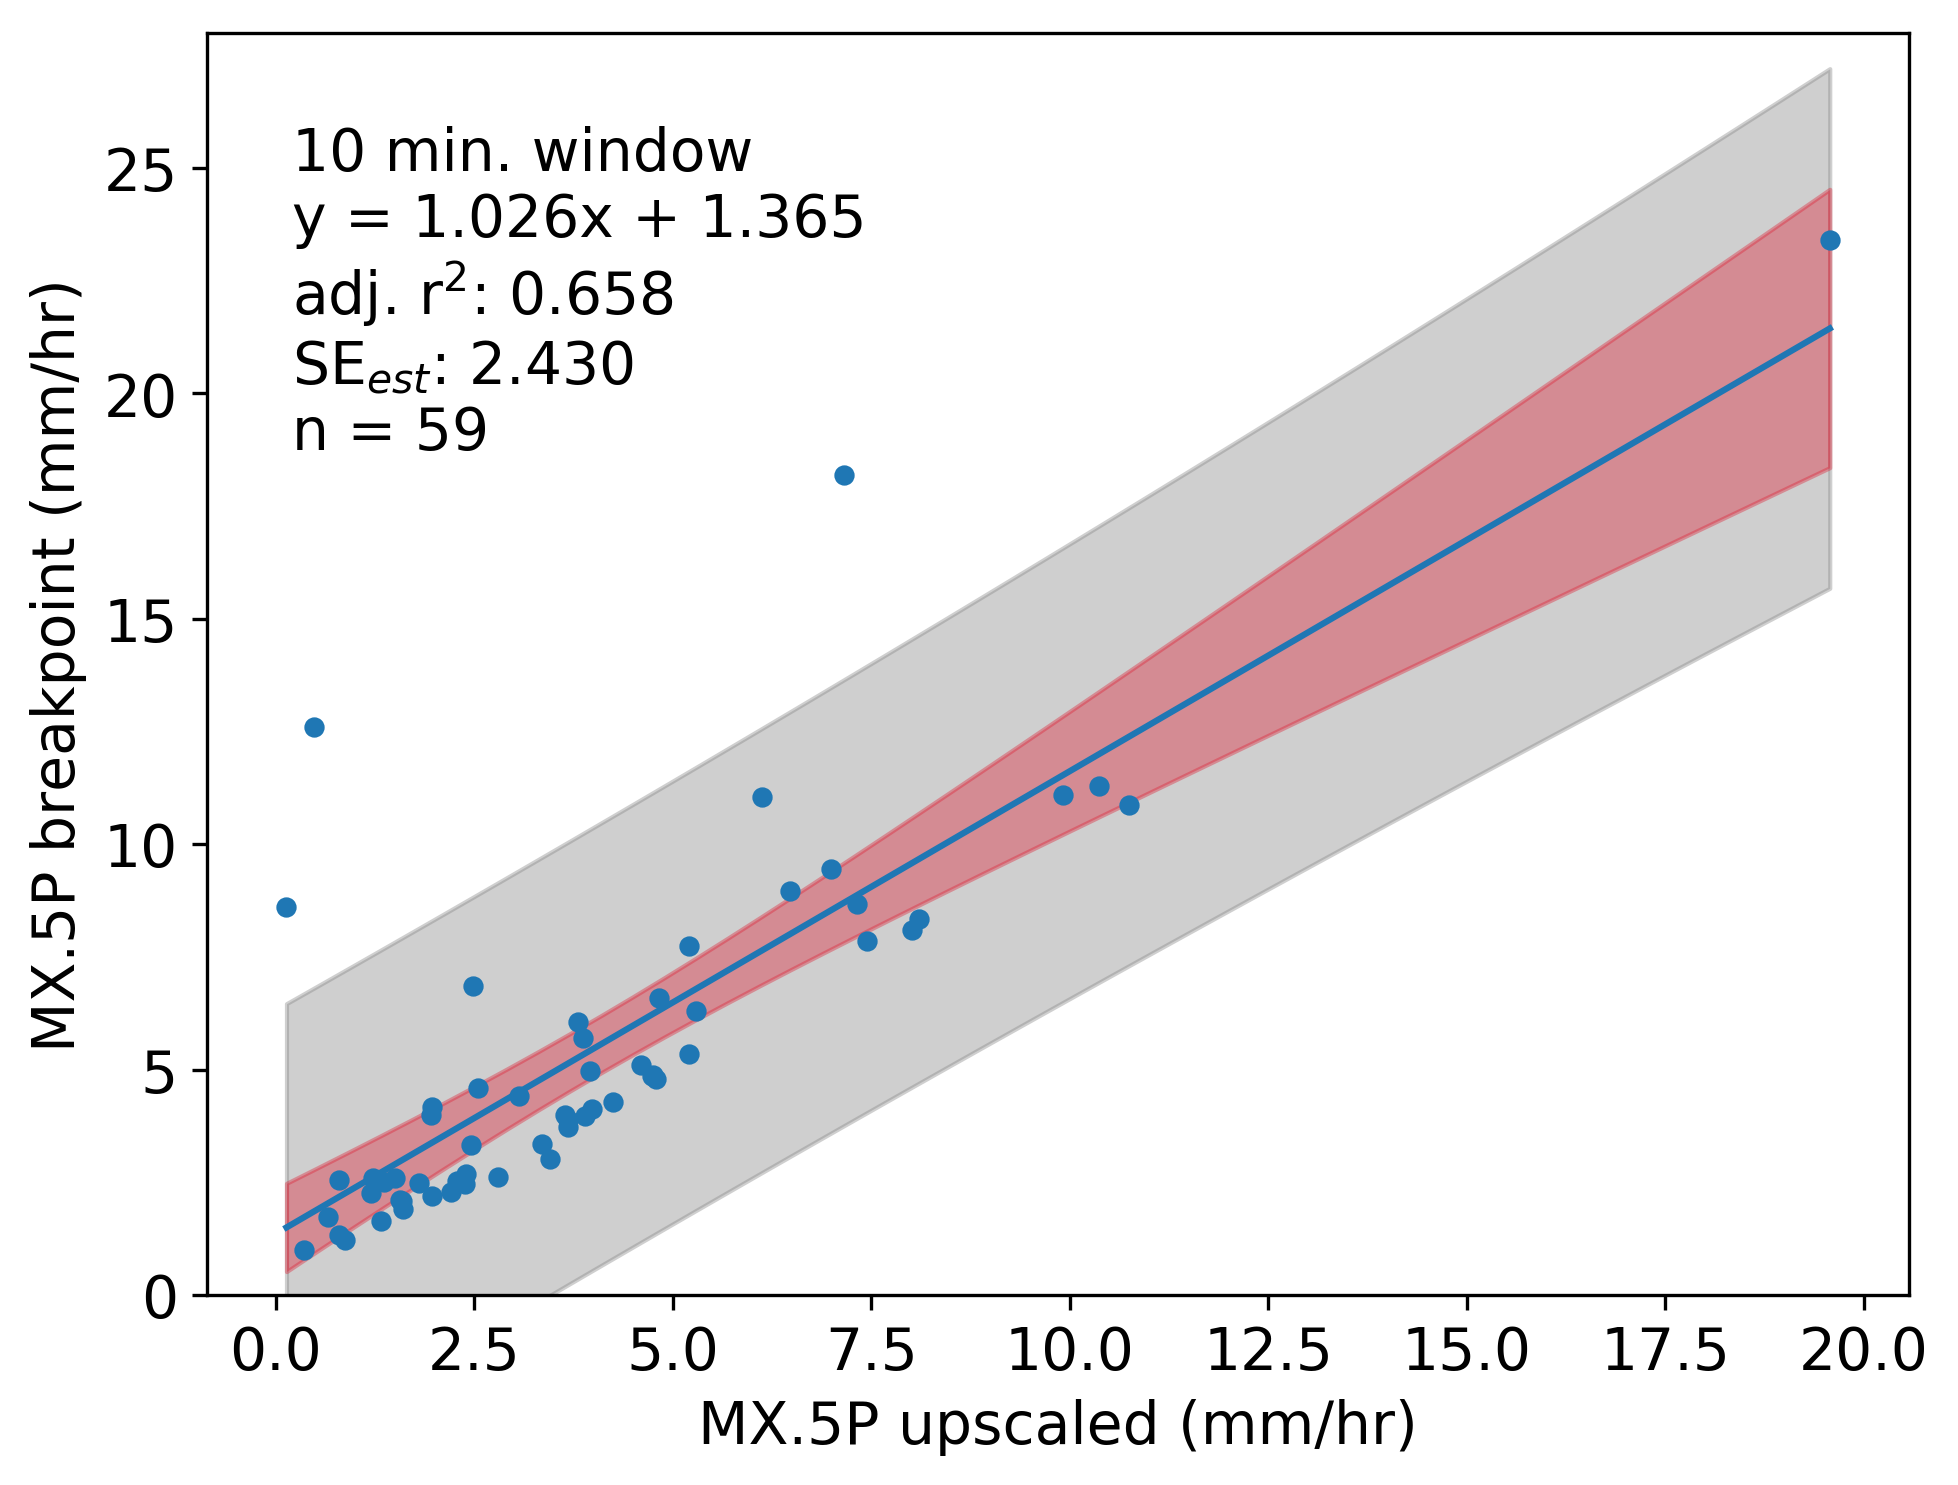 10 min. window
y = 1.026x + 1.365
adj. r²: 0.658
SEest: 2.430
n = 59
25
20
15
10
5
0
MX.5P breakpoint (mm/hr)
0.0 2.5 5.0 7.5 10.0 12.5 15.0 17.5 20.0
MX.5P upscaled (mm/hr)